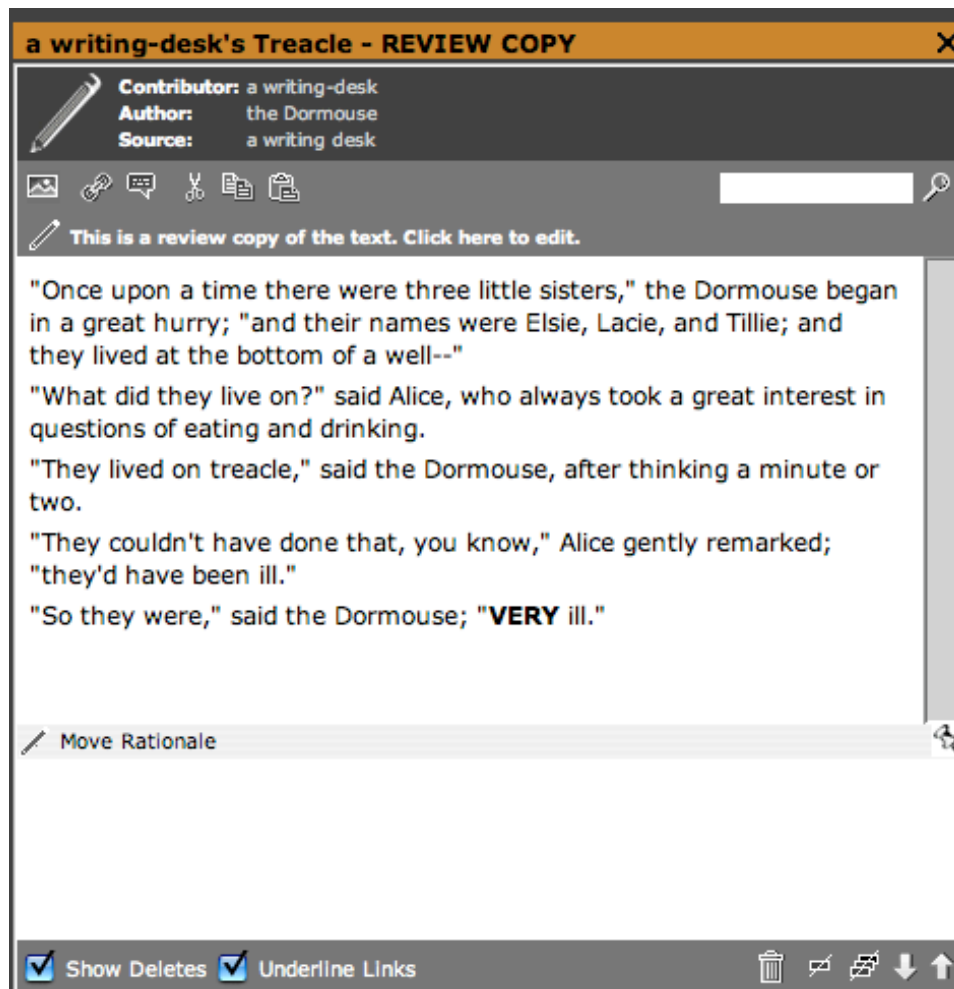 a writing-desk's Treacle - REVIEW COPY
Contributor: a writing-desk
Author: the Dormouse
Source: a writing desk
This is a review copy of the text. Click here to edit.
"Once upon a time there were three little sisters," the Dormouse began
in a great hurry; "and their names were Elsie, Lacie, and Tillie; and
they lived at the bottom of a well--"
"What did they live on?" said Alice, who always took a great interest in
questions of eating and drinking.
"They lived on treacle," said the Dormouse, after thinking a minute or
two.
"They couldn't have done that, you know," Alice gently remarked;
"they'd have been ill."
"So they were," said the Dormouse; "VERY ill."
Move Rationale
Show Deletes Underline Links